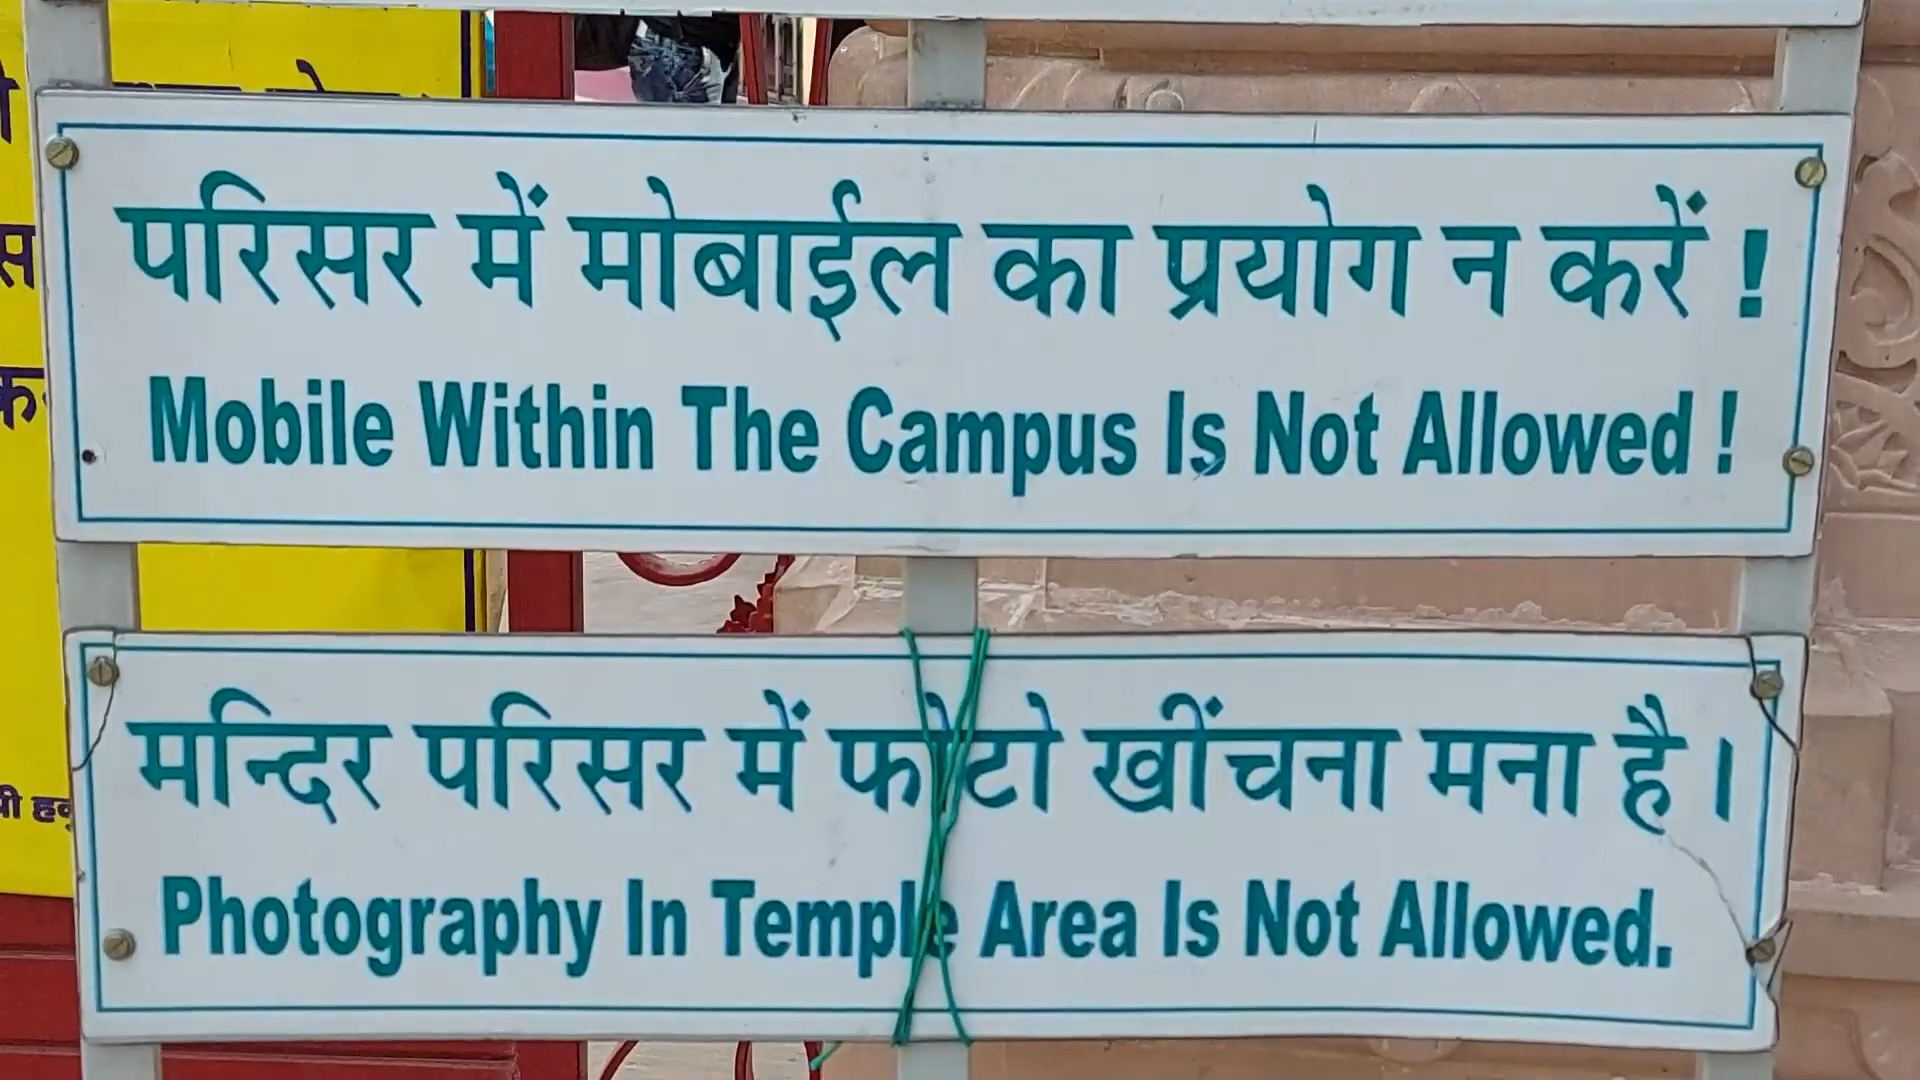 परिसर में मोबाईल का प्रयोग न करें !
Mobile Within The Campus Is Not Allowed !
मन्दिर परिसर में फोटो खींचना मना है ।
Photography In Temple Area Is Not Allowed.